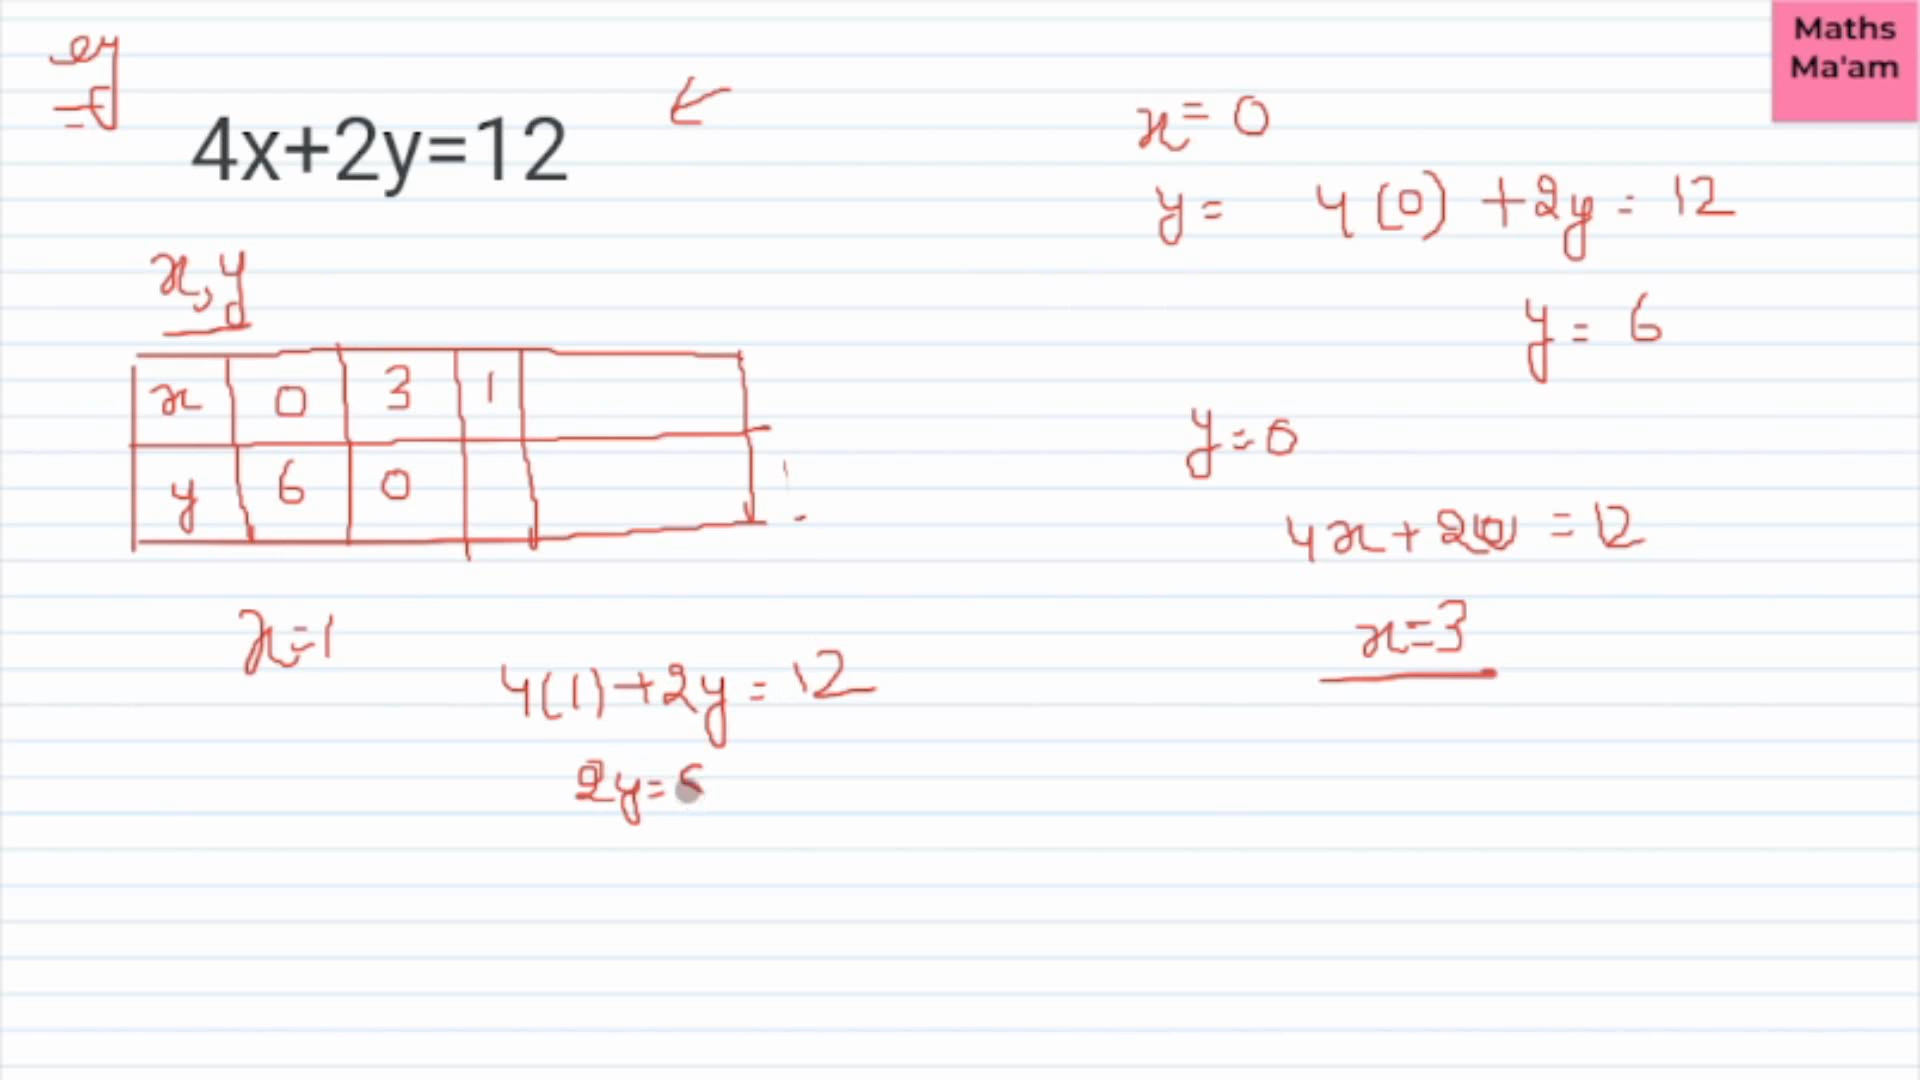 Maths
Ma'am
4x+2y=12
x = 0
y = 4(0) + 2y = 12
y = 6
x, y
x 0 3 1
y 6 0
y = 0
4x + 2(0) = 12
x = 3
x = 1
4(1) + 2y = 12
2y =